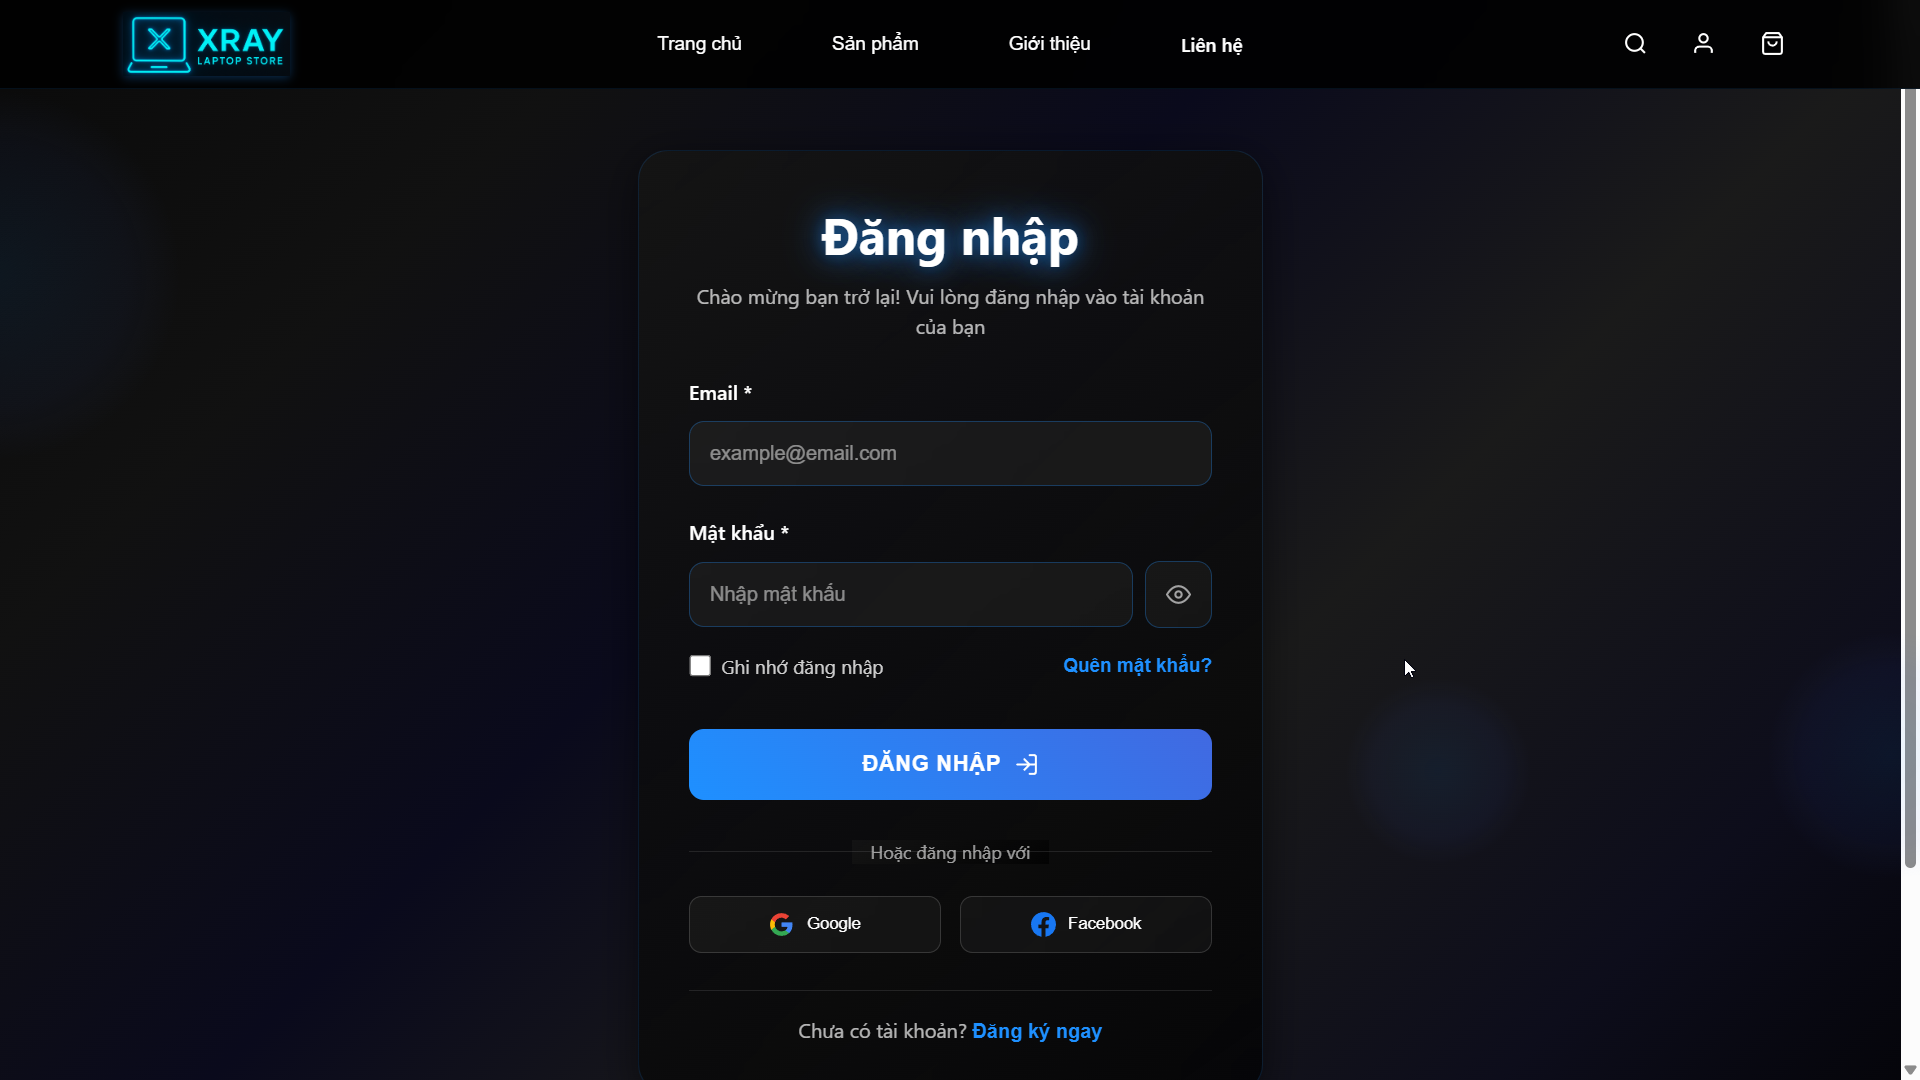 XRAY
LAPTOP STORE
Trang chủ
Sản phẩm
Giới thiệu
Liên hệ
Đăng nhập
Chào mừng bạn trở lại! Vui lòng đăng nhập vào tài khoản
của bạn
Email *
example@email.com
Mật khẩu *
Nhập mật khẩu
Ghi nhớ đăng nhập
Quên mật khẩu?
ĐĂNG NHẬP
Hoặc đăng nhập với
Google
Facebook
Chưa có tài khoản? Đăng ký ngay